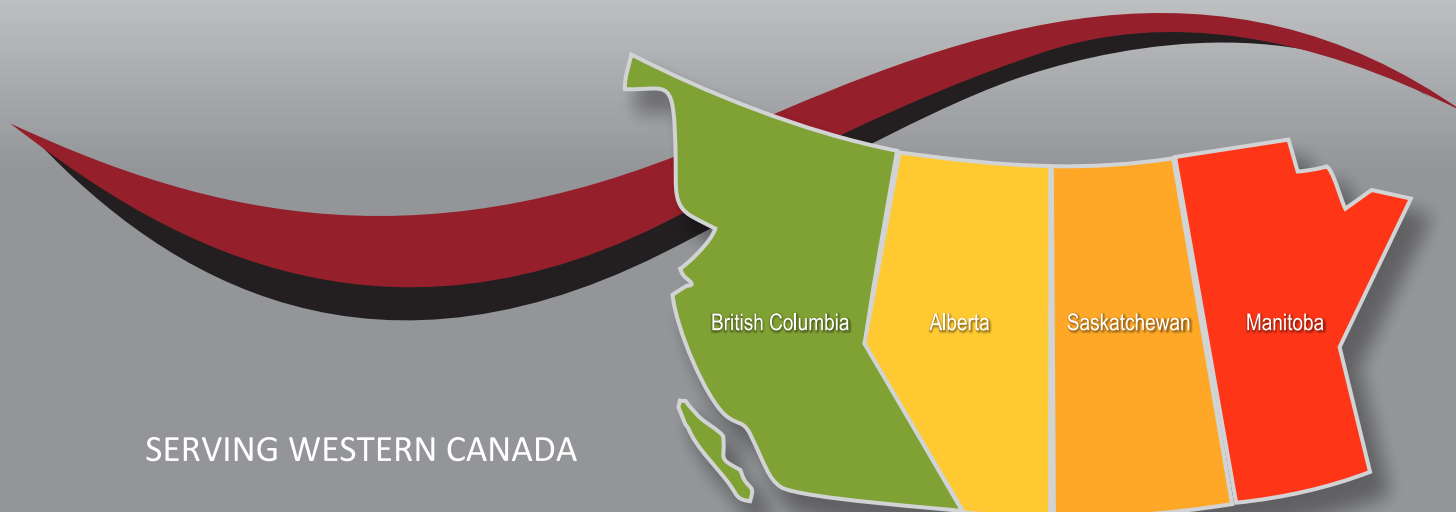 British Columbia
Alberta
Saskatchewan
Manitoba
SERVING WESTERN CANADA